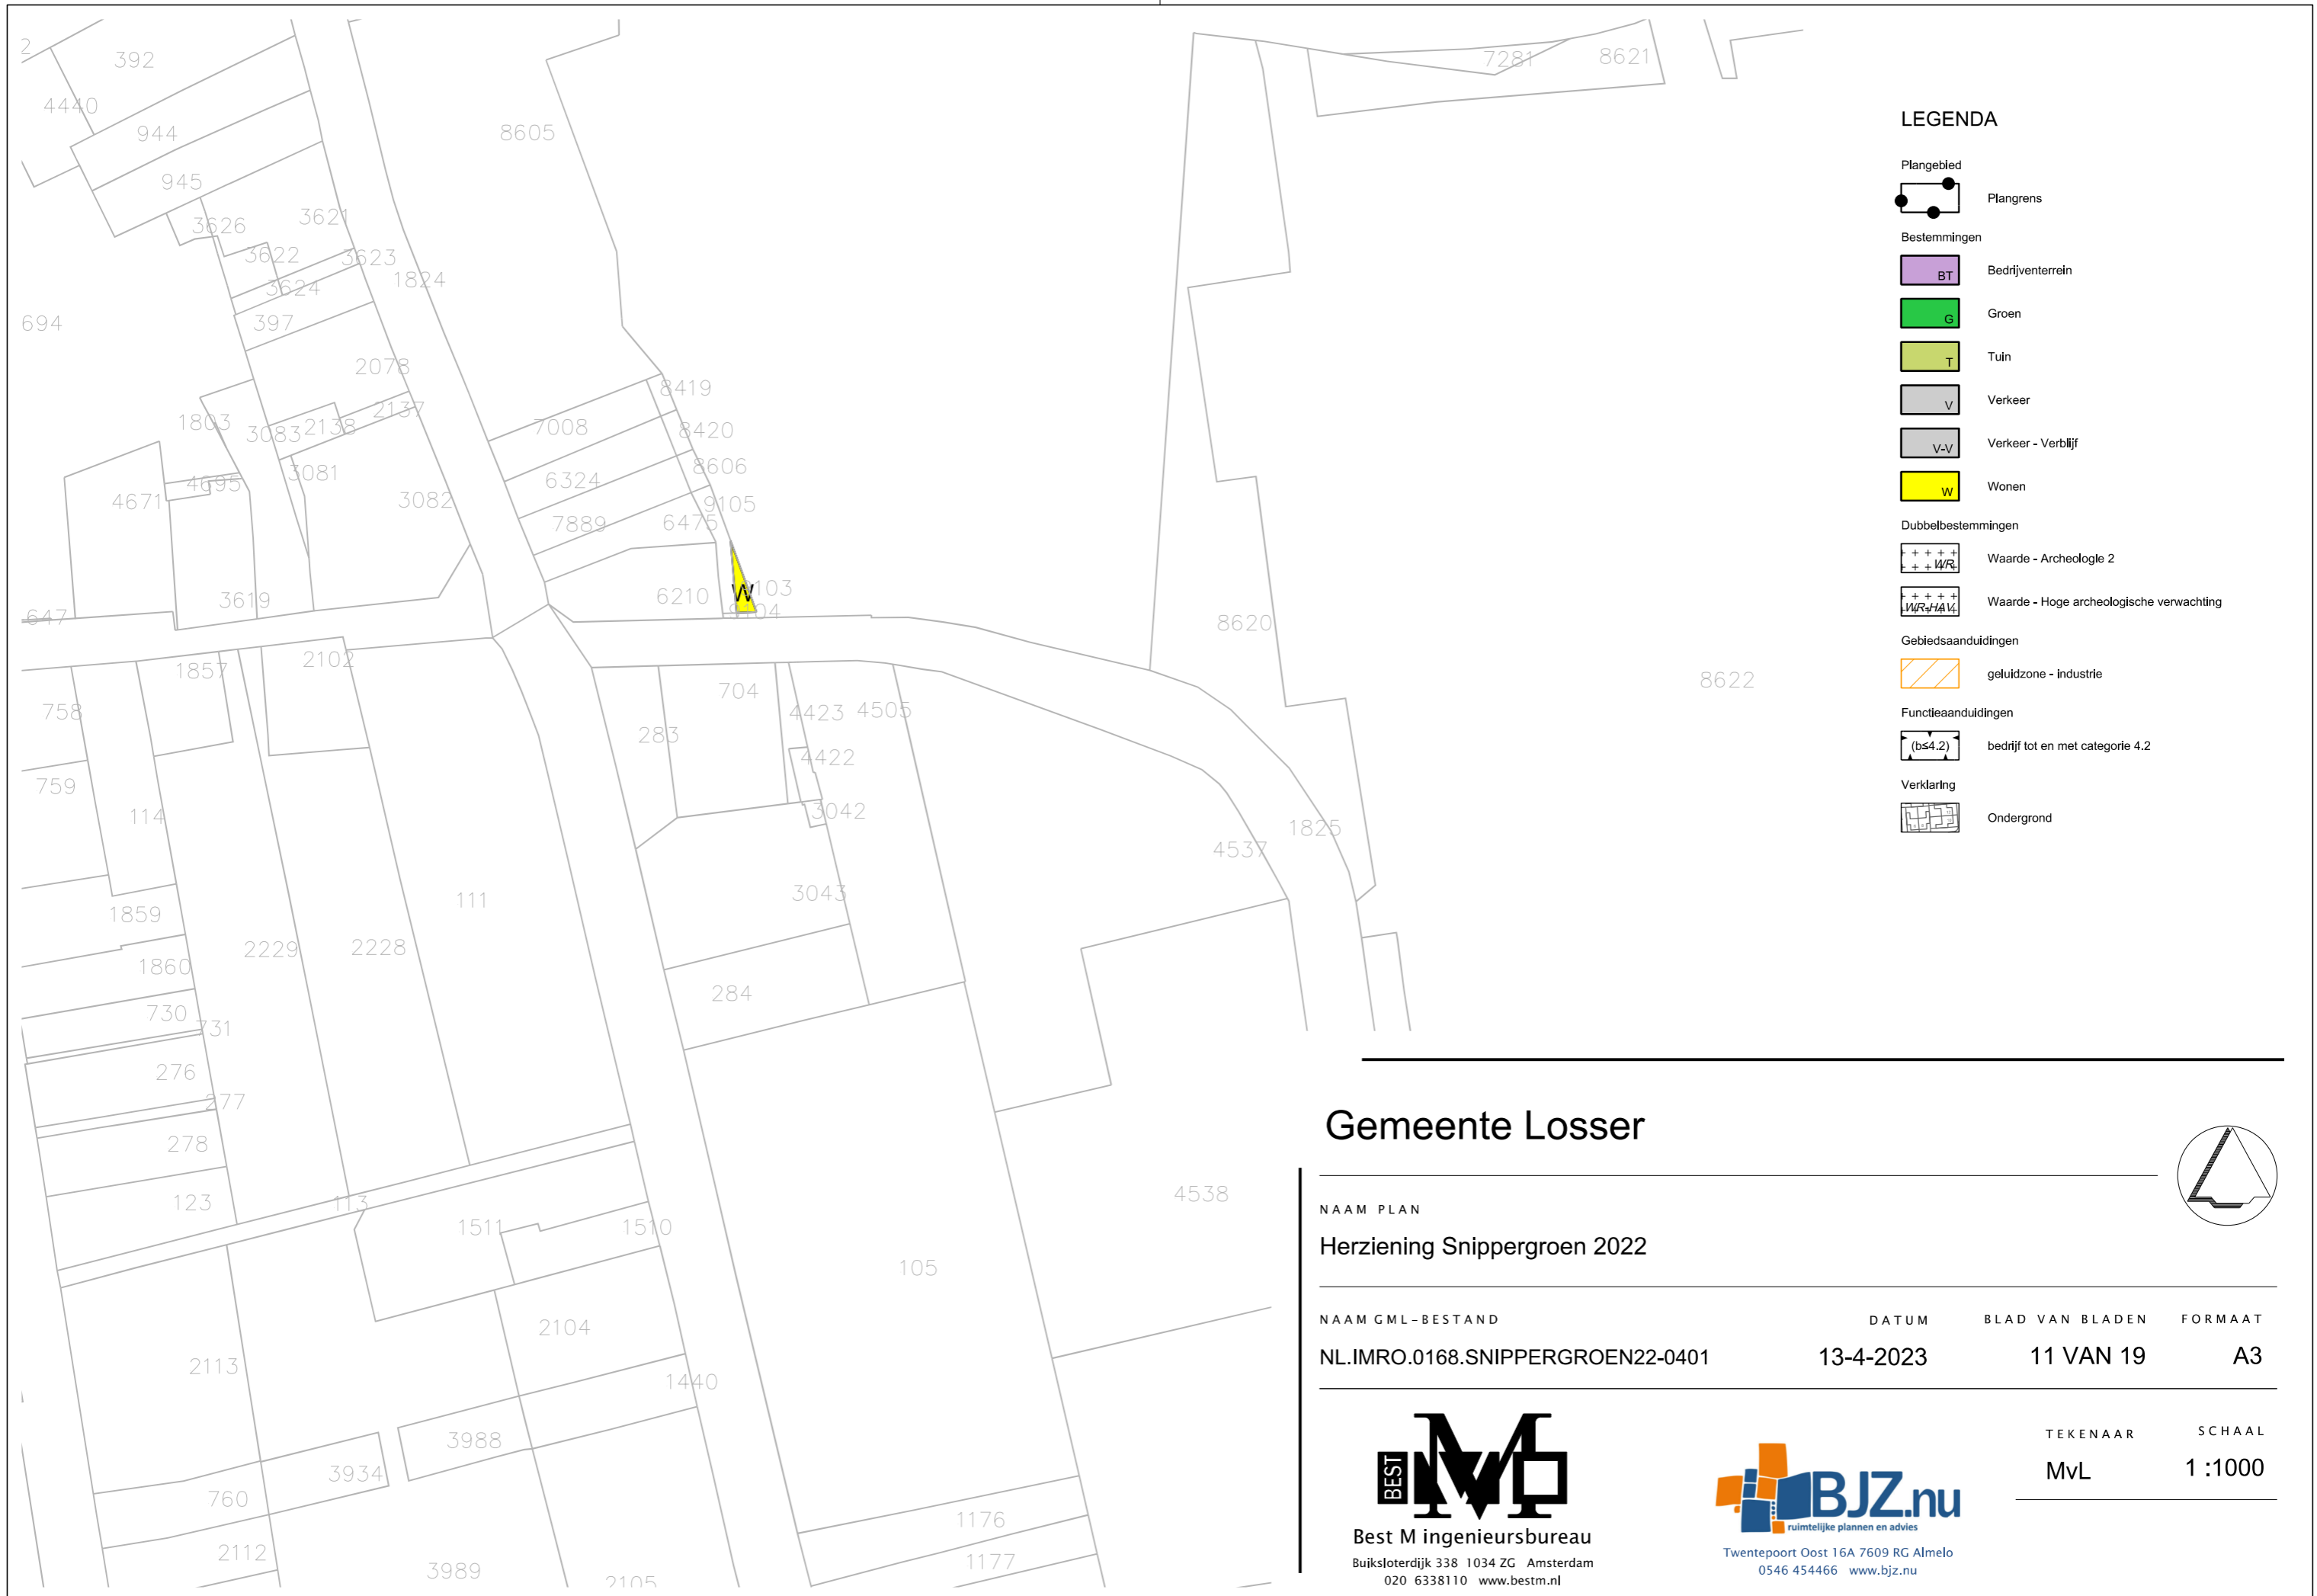 392
4440
944
945
3626
3621
3622
3623
3624
1824
694
397
2078
2137
1803
3083
2138
3081
4695
4671
3082
3619
647
8605
7281
8621
8419
7008
8420
8606
6324
9105
7889
6475
6210
W
9104
8620
8622
1857
2102
758
759
114
704
283
4423
4505
4422
3042
3043
1825
4537
111
1859
2229
2228
1860
730
731
284
276
277
278
123
113
1511
1510
105
4538
2113
2104
1440
3988
3934
760
2112
3989
2105
1176
1177
LEGENDA
Plangebied
Plangrens
Bestemmingen
BT Bedrijventerrein
G Groen
T Tuin
V Verkeer
V-V Verkeer - Verblijf
W Wonen
Dubbelbestemmingen
WR Waarde - Archeologie 2
WR-HAV Waarde - Hoge archeologische verwachting
Gebiedsaanduidingen
geluidzone - industrie
Functieaanduidingen
(b≤4.2) bedrijf tot en met categorie 4.2
Verklaring
Ondergrond
Gemeente Losser
NAAM PLAN
Herziening Snippergroen 2022
NAAM GML-BESTAND DATUM BLAD VAN BLADEN FORMAAT
NL.IMRO.0168.SNIPPERGROEN22-0401 13-4-2023 11 VAN 19 A3
TEKENAAR SCHAAL
MvL 1 :1000
BEST M
Best M ingenieursbureau
Buiksloterdijk 338 1034 ZG Amsterdam
020 6338110 www.bestm.nl
BJZ.nu
ruimtelijke plannen en advies
Twentepoort Oost 16A 7609 RG Almelo
0546 454466 www.bjz.nu